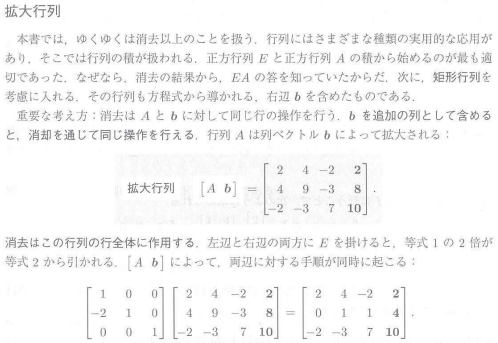 拡大行列
本書では,ゆくゆくは消去以上のことを扱う.行列にはさまざまな種類の実用的な応用が
あり,そこでは行列の積が扱われる.正方行列 E と正方行列 A の積から始めるのが最も適
切であった.なぜなら,消去の結果から,EA の答を知っていたからだ.次に,矩形行列を
考慮に入れる.その行列も方程式から導かれる,右辺 b を含めたものである.
重要な考え方:消去は A と b に対して同じ行の操作を行う.b を追加の列として含める
と,消却を通じて同じ操作を行える.行列 A は列ベクトル b によって拡大される:
拡大行列 [A b] = [2 4 −2 2
4 9 −3 8
−2 −3 7 10].
消去はこの行列の行全体に作用する.左辺と右辺の両方に E を掛けると,等式 1 の 2 倍が
等式 2 から引かれる.[A b] によって,両辺に対する手順が同時に起こる:
[1 0 0] [2 4 −2 2] = [2 4 −2 2]
[−2 1 0] [4 9 −3 8] = [0 1 1 4]
[0 0 1] [−2 −3 7 10] = [−2 −3 7 10].